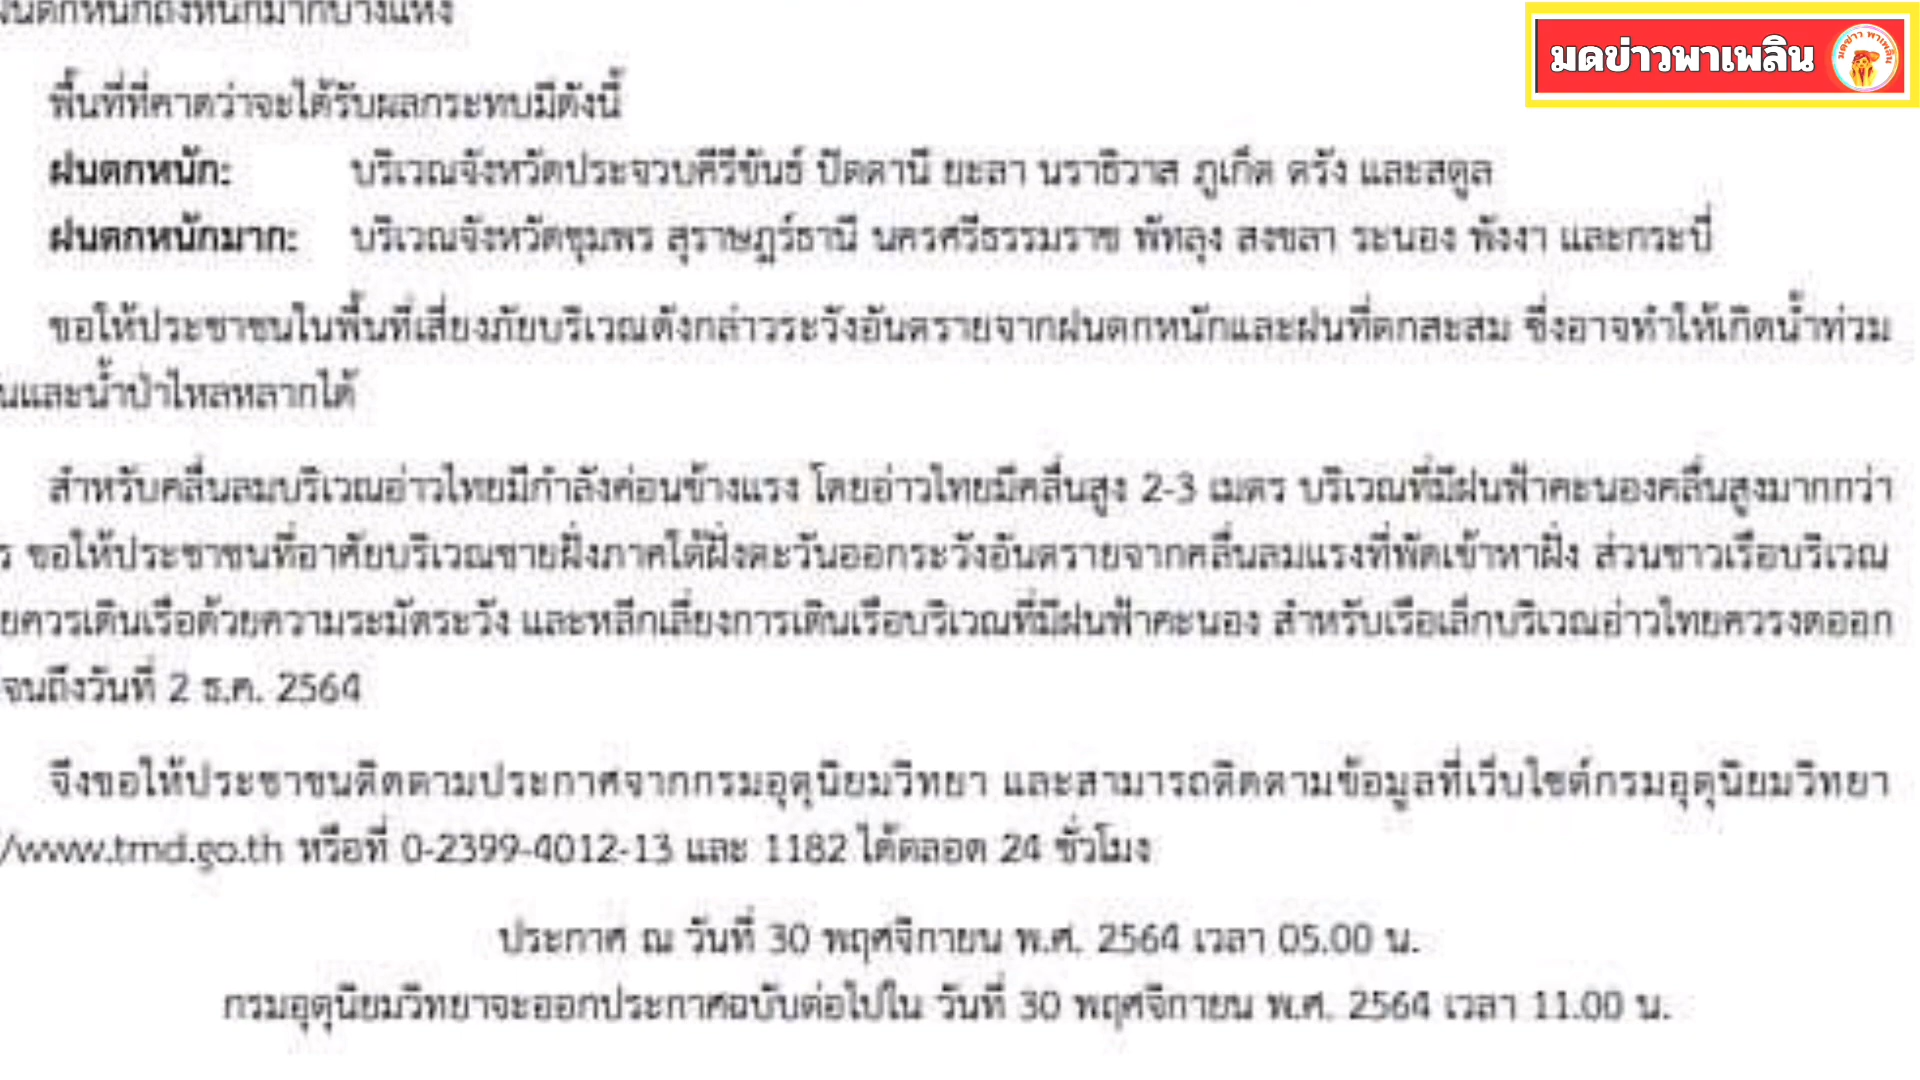 ฝนตกหนักถึงหนักมากบางแห่ง
มดข่าวพาเพลิน
มดข่าว พาเพลิน
พื้นที่ที่คาดว่าจะได้รับผลกระทบมีดังนี้
ฝนตกหนัก: บริเวณจังหวัดประจวบคีรีขันธ์ ปัตตานี ยะลา นราธิวาส ภูเก็ต ตรัง และสตูล
ฝนตกหนักมาก: บริเวณจังหวัดชุมพร สุราษฎร์ธานี นครศรีธรรมราช พัทลุง สงขลา ระนอง พังงา และกระบี่
ขอให้ประชาชนในพื้นที่เสี่ยงภัยบริเวณดังกล่าวระวังอันตรายจากฝนตกหนักและฝนที่ตกสะสม ซึ่งอาจทำให้เกิดน้ำท่วม
นและน้ำป่าไหลหลากได้
สำหรับคลื่นลมบริเวณอ่าวไทยมีกำลังค่อนข้างแรง โดยอ่าวไทยมีคลื่นสูง 2-3 เมตร บริเวณที่มีฝนฟ้าคะนองคลื่นสูงมากกว่า
ร ขอให้ประชาชนที่อาศัยบริเวณชายฝั่งภาคใต้ฝั่งตะวันออกระวังอันตรายจากคลื่นลมแรงที่พัดเข้าหาฝั่ง ส่วนชาวเรือบริเวณ
ยควรเดินเรือด้วยความระมัดระวัง และหลีกเลี่ยงการเดินเรือบริเวณที่มีฝนฟ้าคะนอง สำหรับเรือเล็กบริเวณอ่าวไทยควรงดออก
จนถึงวันที่ 2 ธ.ค. 2564
จึงขอให้ประชาชนติดตามประกาศจากกรมอุตุนิยมวิทยา และสามารถติดตามข้อมูลที่เว็บไซต์กรมอุตุนิยมวิทยา
/www.tmd.go.th หรือที่ 0-2399-4012-13 และ 1182 ได้ตลอด 24 ชั่วโมง
ประกาศ ณ วันที่ 30 พฤศจิกายน พ.ศ. 2564 เวลา 05.00 น.
กรมอุตุนิยมวิทยาจะออกประกาศฉบับต่อไปใน วันที่ 30 พฤศจิกายน พ.ศ. 2564 เวลา 11.00 น.